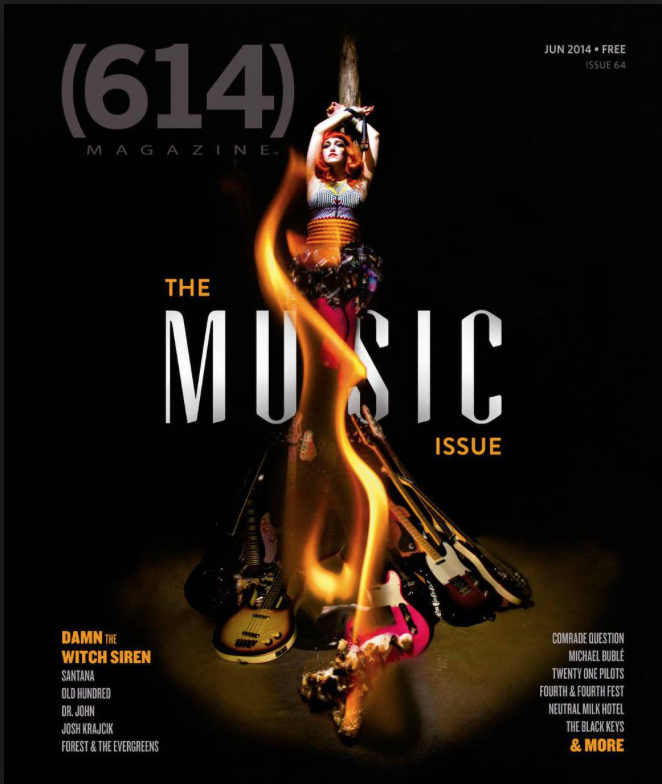 (614)
MAGAZINE
JUN 2014 • FREE
ISSUE 64
THE
MUSIC
ISSUE
DAMN THE
WITCH SIREN
SANTANA
OLD HUNDRED
DR. JOHN
JOSH KRAJCIK
FOREST & THE EVERGREENS
COMRADE QUESTION
MICHAEL BUBLÉ
TWENTY ONE PILOTS
FOURTH & FOURTH FEST
NEUTRAL MILK HOTEL
THE BLACK KEYS
& MORE